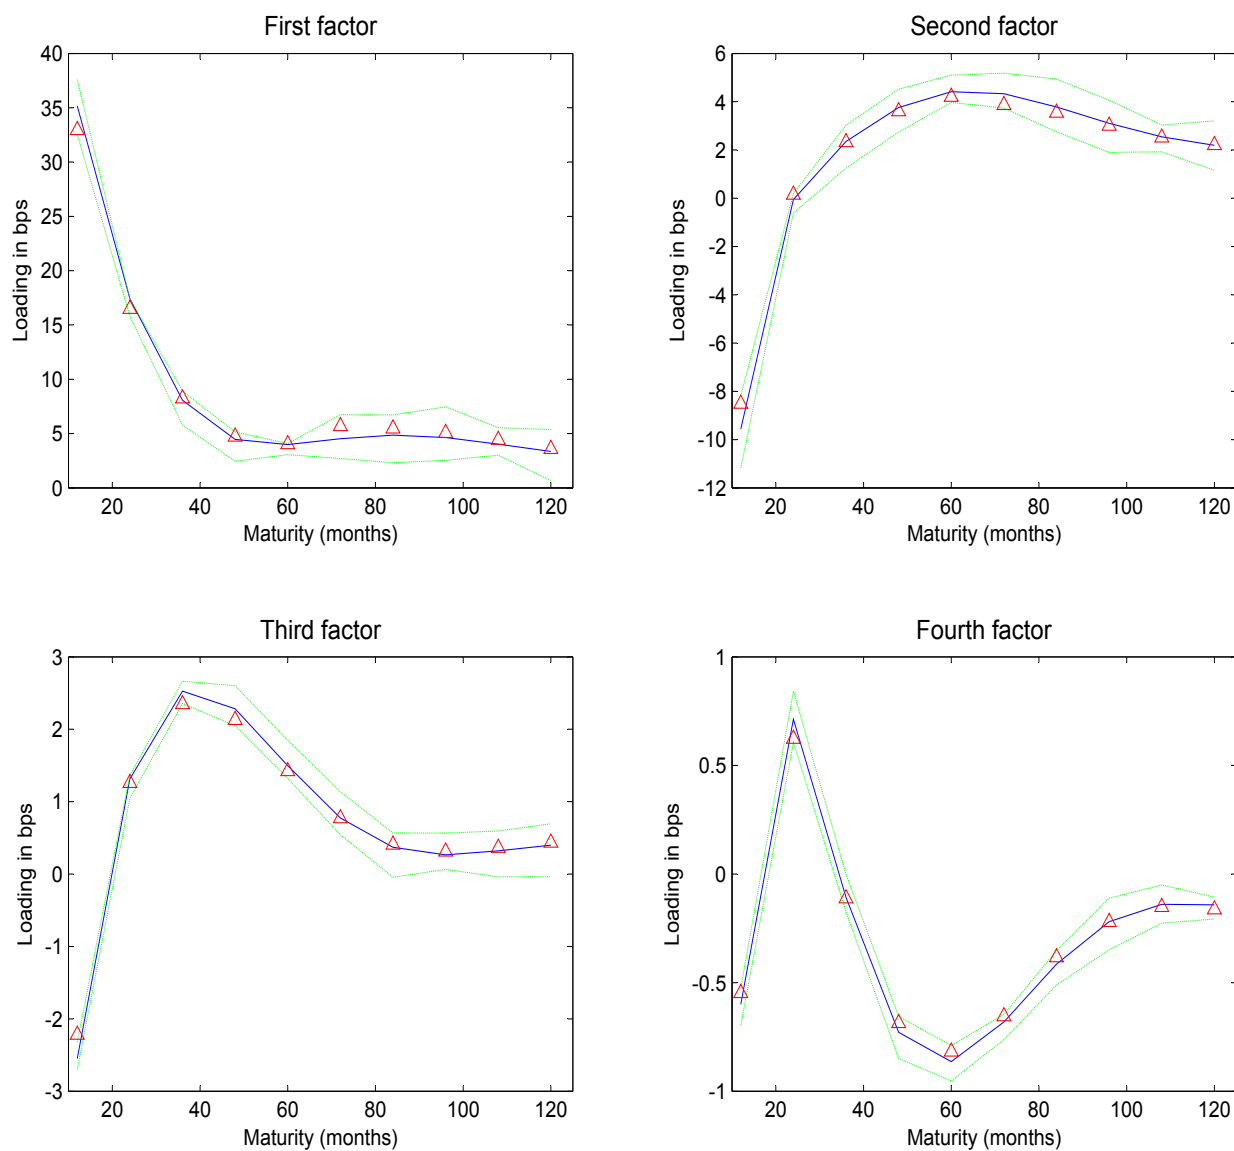 First factor
40
35
30
25
20
15
10
5
0
Loading in bps
20 40 60 80 100 120
Maturity (months)
Second factor
6
4
2
0
-2
-4
-6
-8
-10
-12
Loading in bps
20 40 60 80 100 120
Maturity (months)
Third factor
3
2
1
0
-1
-2
-3
Loading in bps
20 40 60 80 100 120
Maturity (months)
Fourth factor
1
0.5
0
-0.5
-1
Loading in bps
20 40 60 80 100 120
Maturity (months)